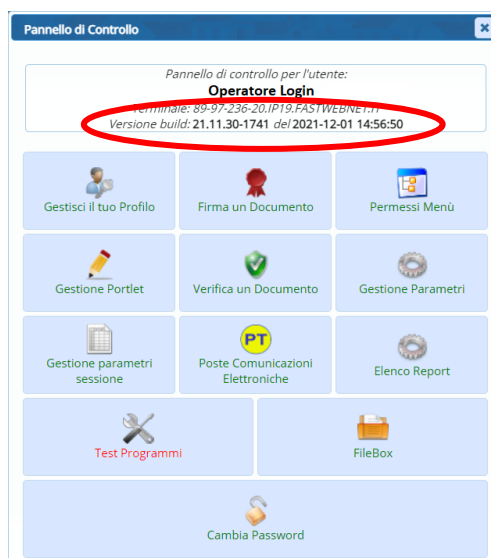 Pannello di Controllo
Pannello di controllo per l'utente:
Operatore Login
Terminale: 89-97-236-20.IP19.FASTWEBNET.IT
Versione build: 21.11.30-1741 del 2021-12-01 14:56:50
Gestisci il tuo Profilo
Firma un Documento
Permessi Menù
Gestione Portlet
Verifica un Documento
Gestione Parametri
Gestione parametri
sessione
PT
Poste Comunicazioni
Elettroniche
Elenco Report
Test Programmi
FileBox
Cambia Password